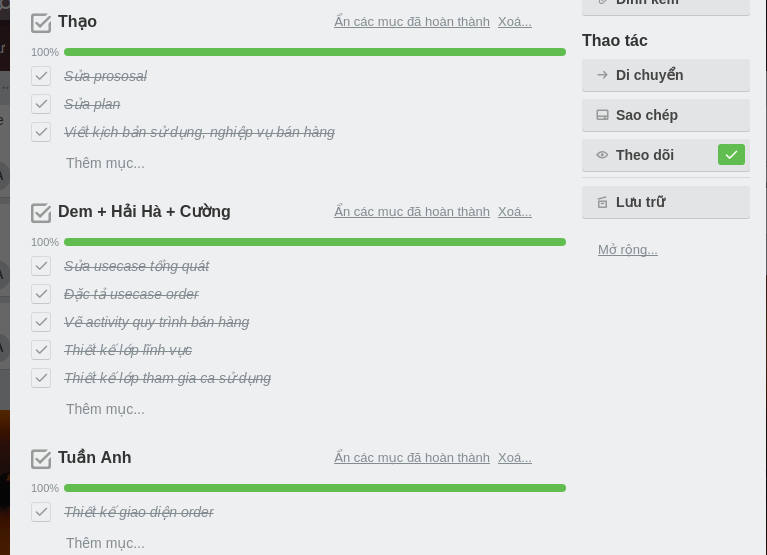 Thạo
Ẩn các mục đã hoàn thành Xoá...
100%
Sửa prososal
Sửa plan
Viết kịch bản sử dụng, nghiệp vụ bán hàng
Thêm mục...
Dem + Hải Hà + Cường
Ẩn các mục đã hoàn thành Xoá...
100%
Sửa usecase tổng quát
Đặc tả usecase order
Vẽ activity quy trình bán hàng
Thiết kế lớp lĩnh vực
Thiết kế lớp tham gia ca sử dụng
Thêm mục...
Tuấn Anh
Ẩn các mục đã hoàn thành Xoá...
100%
Thiết kế giao diện order
Thêm mục...
Đính kèm
Thao tác
Di chuyển
Sao chép
Theo dõi
Lưu trữ
Mở rộng...